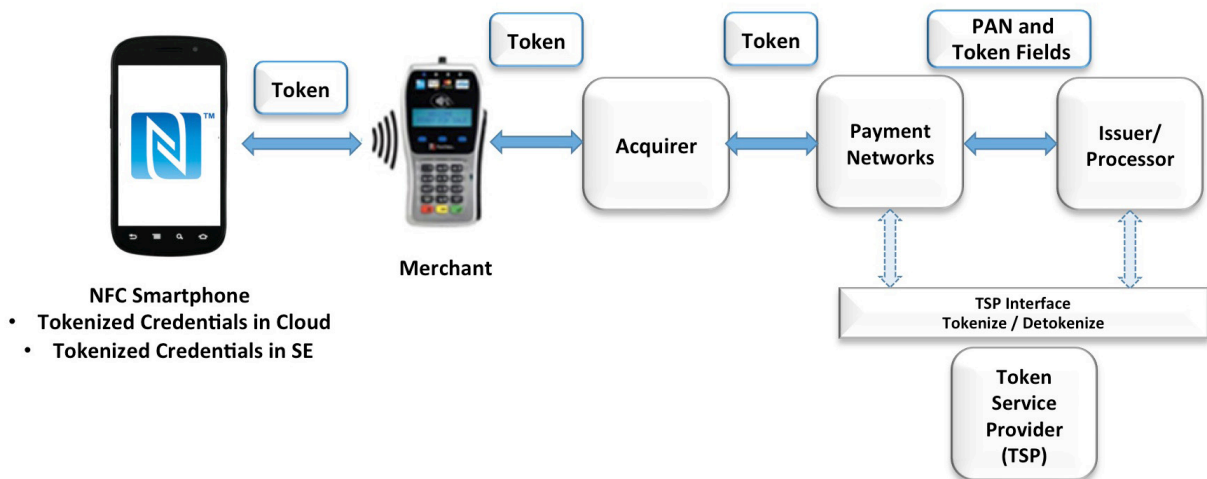 Token
Token
Token
PAN and
Token Fields
TM
Acquirer
Payment
Networks
Issuer/
Processor
Merchant
NFC Smartphone
• Tokenized Credentials in Cloud
• Tokenized Credentials in SE
TSP Interface
Tokenize / Detokenize
Token
Service
Provider
(TSP)